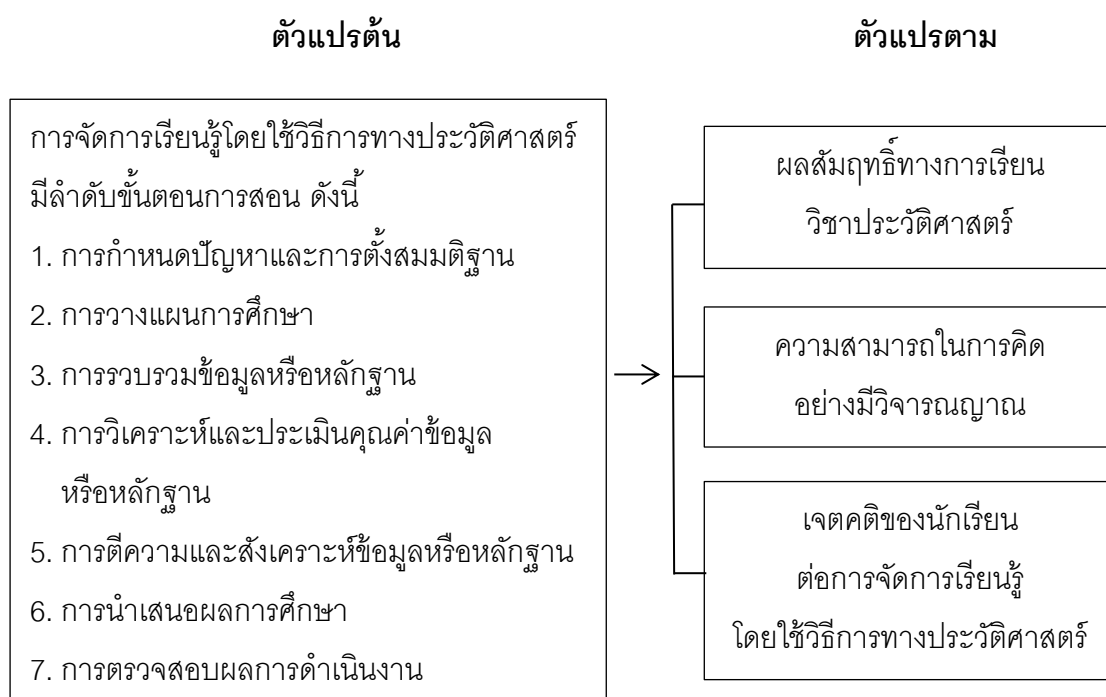 ตัวแปรต้น
ตัวแปรตาม
การจัดการเรียนรู้โดยใช้วิธีการทางประวัติศาสตร์
มีลำดับขั้นตอนการสอน ดังนี้
1. การกำหนดปัญหาและการตั้งสมมติฐาน
2. การวางแผนการศึกษา
3. การรวบรวมข้อมูลหรือหลักฐาน
4. การวิเคราะห์และประเมินคุณค่าข้อมูล
หรือหลักฐาน
5. การตีความและสังเคราะห์ข้อมูลหรือหลักฐาน
6. การนำเสนอผลการศึกษา
7. การตรวจสอบผลการดำเนินงาน
ผลสัมฤทธิ์ทางการเรียน
วิชาประวัติศาสตร์
ความสามารถในการคิด
อย่างมีวิจารณญาณ
เจตคติของนักเรียน
ต่อการจัดการเรียนรู้
โดยใช้วิธีการทางประวัติศาสตร์